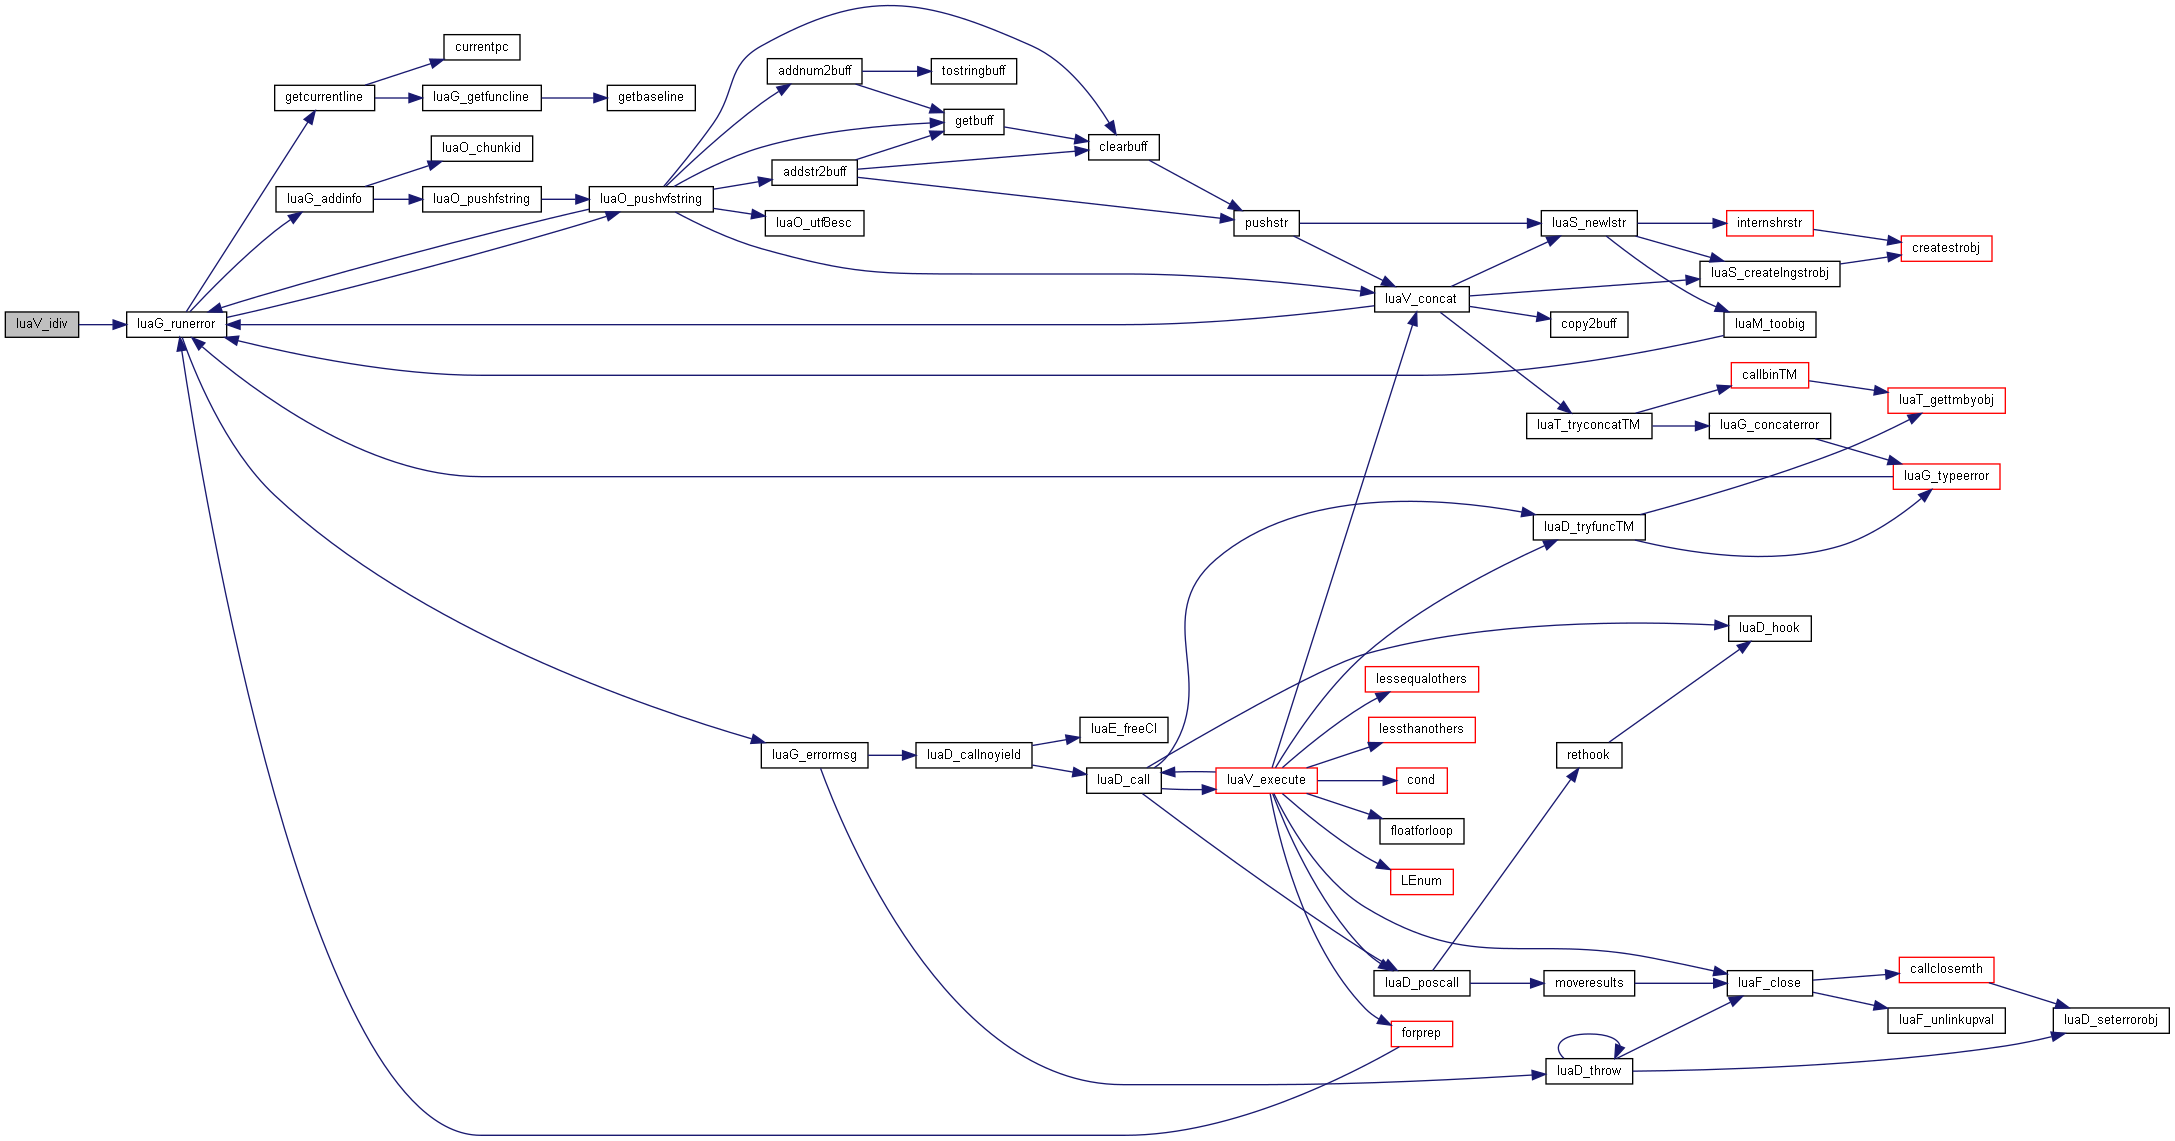 currentpc
getcurrentline
luaG_getfuncline
getbaseline
addnum2buff
tostringbuff
getbuff
luaO_chunkid
clearbuff
luaG_addinfo
luaO_pushfstring
luaO_pushvfstring
addstr2buff
luaO_utf8esc
pushstr
luaS_newlstr
internshrstr
createstrobj
luaS_createlngstrobj
luaV_concat
luaV_idiv
luaG_runerror
copy2buff
luaM_toobig
callbinTM
luaT_gettmbyobj
luaT_tryconcatTM
luaG_concaterror
luaG_typeerror
luaD_tryfuncTM
luaD_hook
lessequalothers
luaE_freeCI
lessthanothers
luaG_errormsg
luaD_callnoyield
rethook
luaD_call
luaV_execute
cond
floatforloop
LEnum
luaD_poscall
moveresults
luaF_close
callclosemth
luaF_unlinkupval
luaD_seterrorobj
forprep
luaD_throw